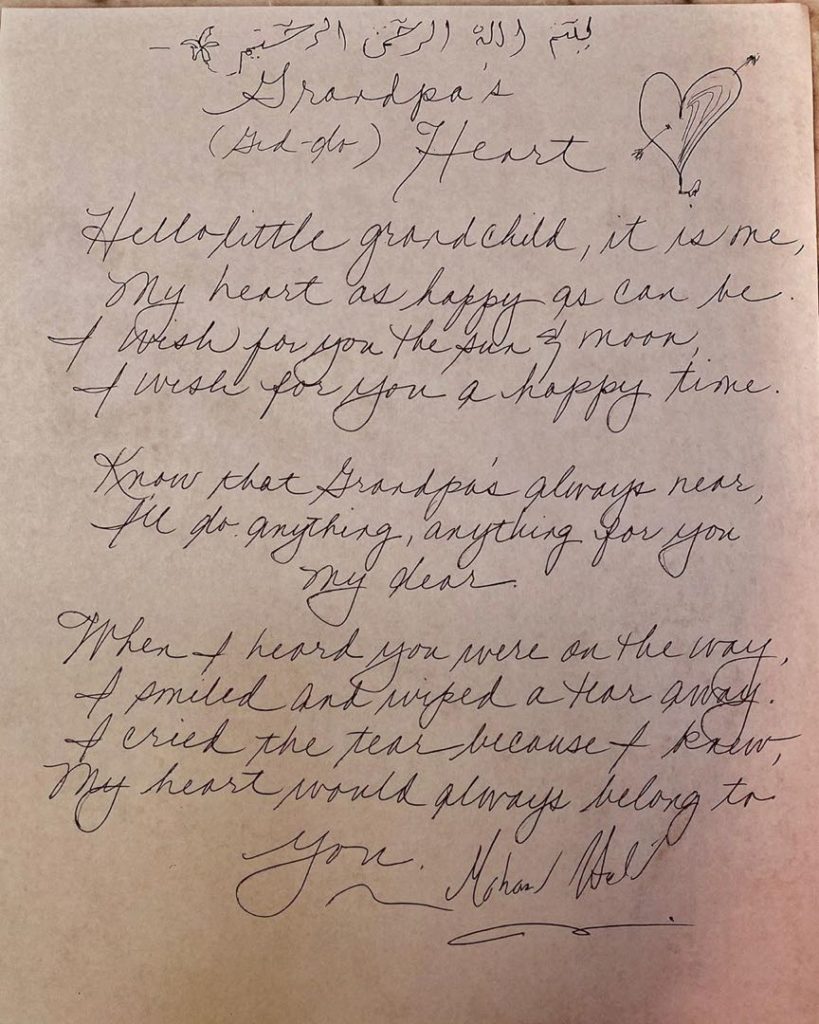 بسم الله الرحمن الرحيم
Grandpa's
(Gid-do) Heart
Hello little grandchild, it is me,
My heart as happy as can be.
I wish for you the sun & moon,
I wish for you a happy time.
Know that Grandpa's always near,
I'll do anything, anything for you
my dear.
When I heard you were on the way,
I smiled and wiped a tear away.
I cried the tear because I knew,
My heart would always belong to
you.